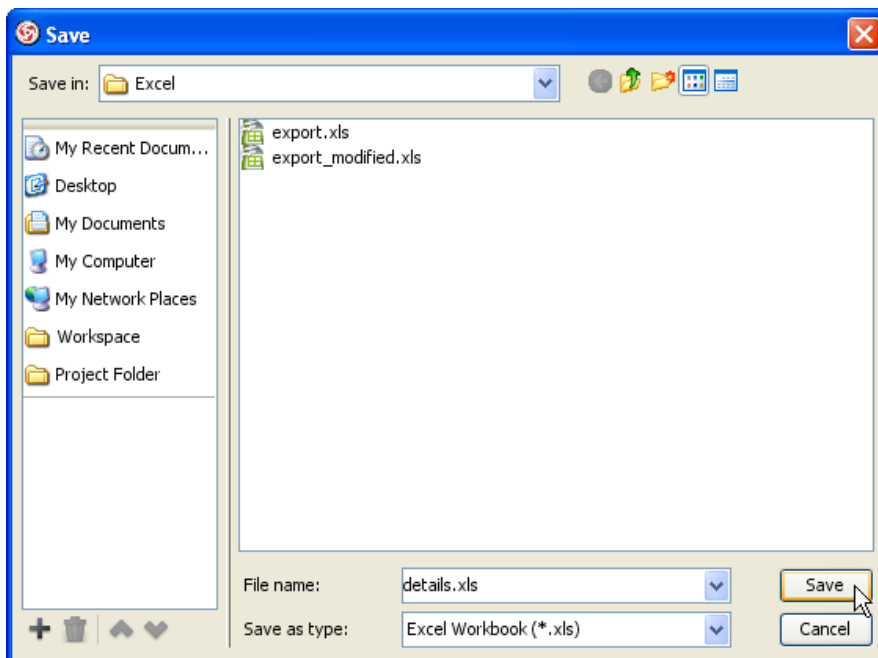 Save
Save in: Excel
My Recent Docum...
Desktop
My Documents
My Computer
My Network Places
Workspace
Project Folder
export.xls
export_modified.xls
File name: details.xls Save
Save as type: Excel Workbook (*.xls) Cancel